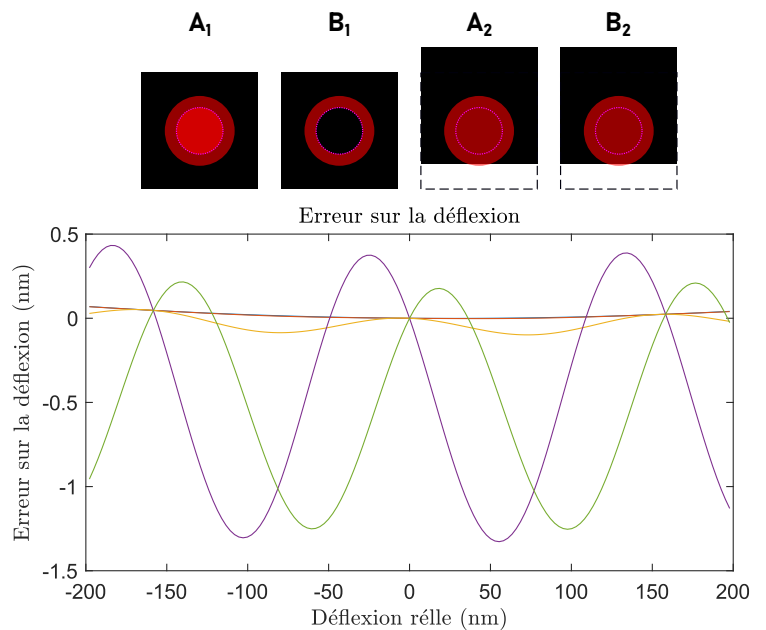 A₁ B₁ A₂ B₂
Erreur sur la déflexion
Erreur sur la déflexion (nm)
0.5
0
-0.5
-1
-1.5
-200 -150 -100 -50 0 50 100 150 200
Déflexion rélle (nm)